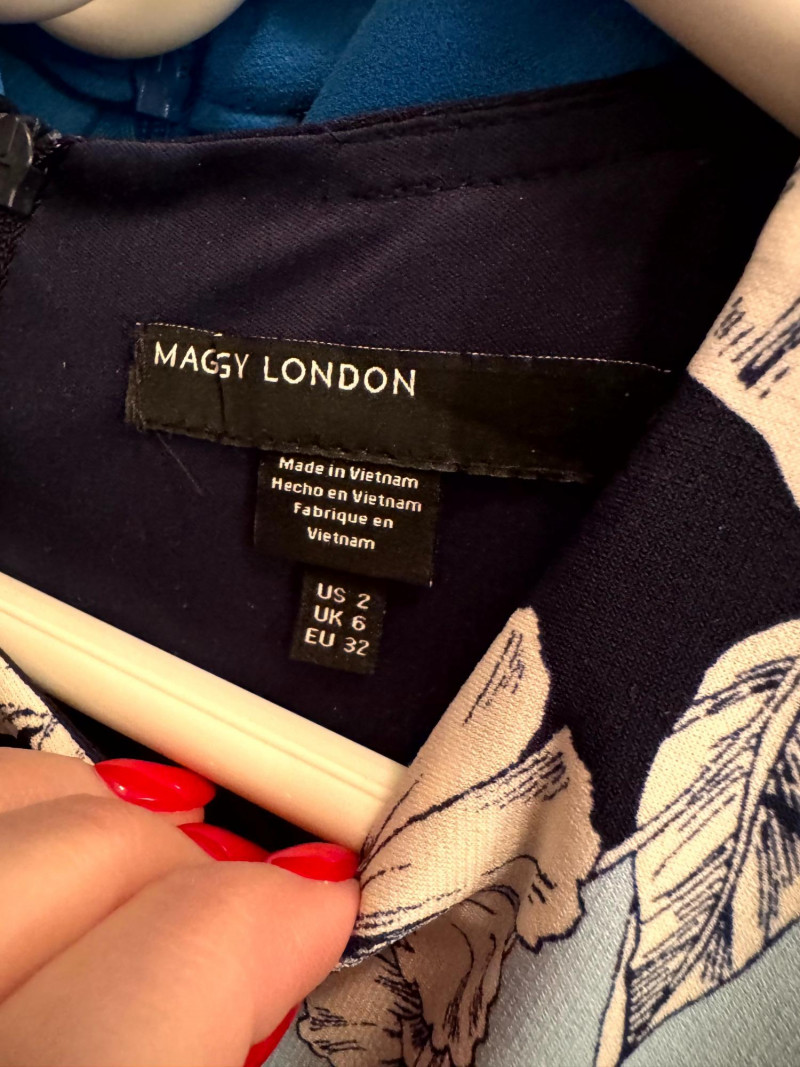 MAGGY LONDON
Made in Vietnam
Hecho en Vietnam
Fabrique en
Vietnam
US 2
UK 6
EU 32